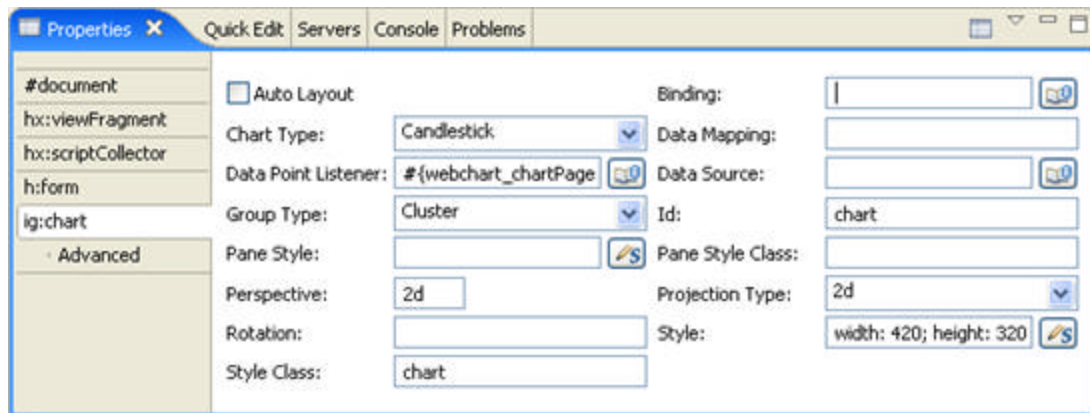 Properties Quick Edit Servers Console Problems
#document
hx:viewFragment
hx:scriptCollector
h:form
ig:chart
Advanced
Auto Layout Binding:
Chart Type: Candlestick Data Mapping:
Data Point Listener: #{webchart_chartPage Data Source:
Group Type: Cluster Id: chart
Pane Style: Pane Style Class:
Perspective: 2d Projection Type: 2d
Rotation: Style: width: 420; height: 320
Style Class: chart